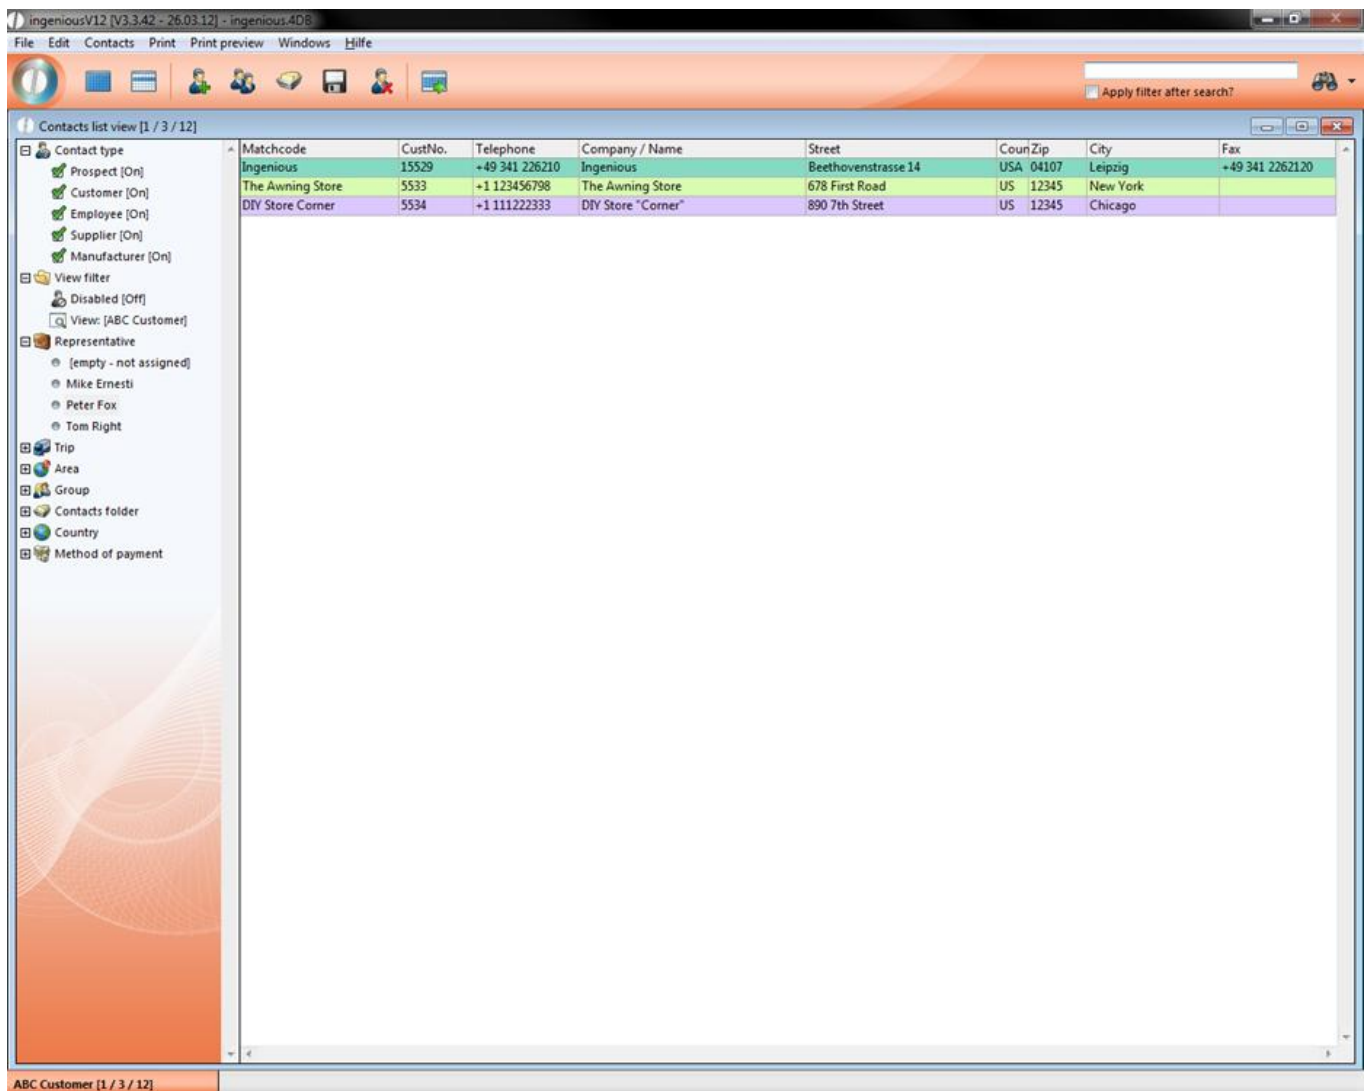 ingeniousV12 [V3.3.42 - 26.03.12] - ingenious.4DB
File Edit Contacts Print Print preview Windows Hilfe
Apply filter after search?
Contacts list view [1 / 3 / 12]
Contact type
Prospect [On]
Customer [On]
Employee [On]
Supplier [On]
Manufacturer [On]
View filter
Disabled [Off]
View: [ABC Customer]
Representative
[empty - not assigned]
Mike Ernesti
Peter Fox
Tom Right
Trip
Area
Group
Contacts folder
Country
Method of payment
Matchcode CustNo. Telephone Company / Name Street Coun Zip City Fax
Ingenious 15529 +49 341 226210 Ingenious Beethovenstrasse 14 USA 04107 Leipzig +49 341 2262120
The Awning Store 5533 +1 123456798 The Awning Store 678 First Road US 12345 New York
DIY Store Corner 5534 +1 111222333 DIY Store "Corner" 890 7th Street US 12345 Chicago
ABC Customer [1 / 3 / 12]